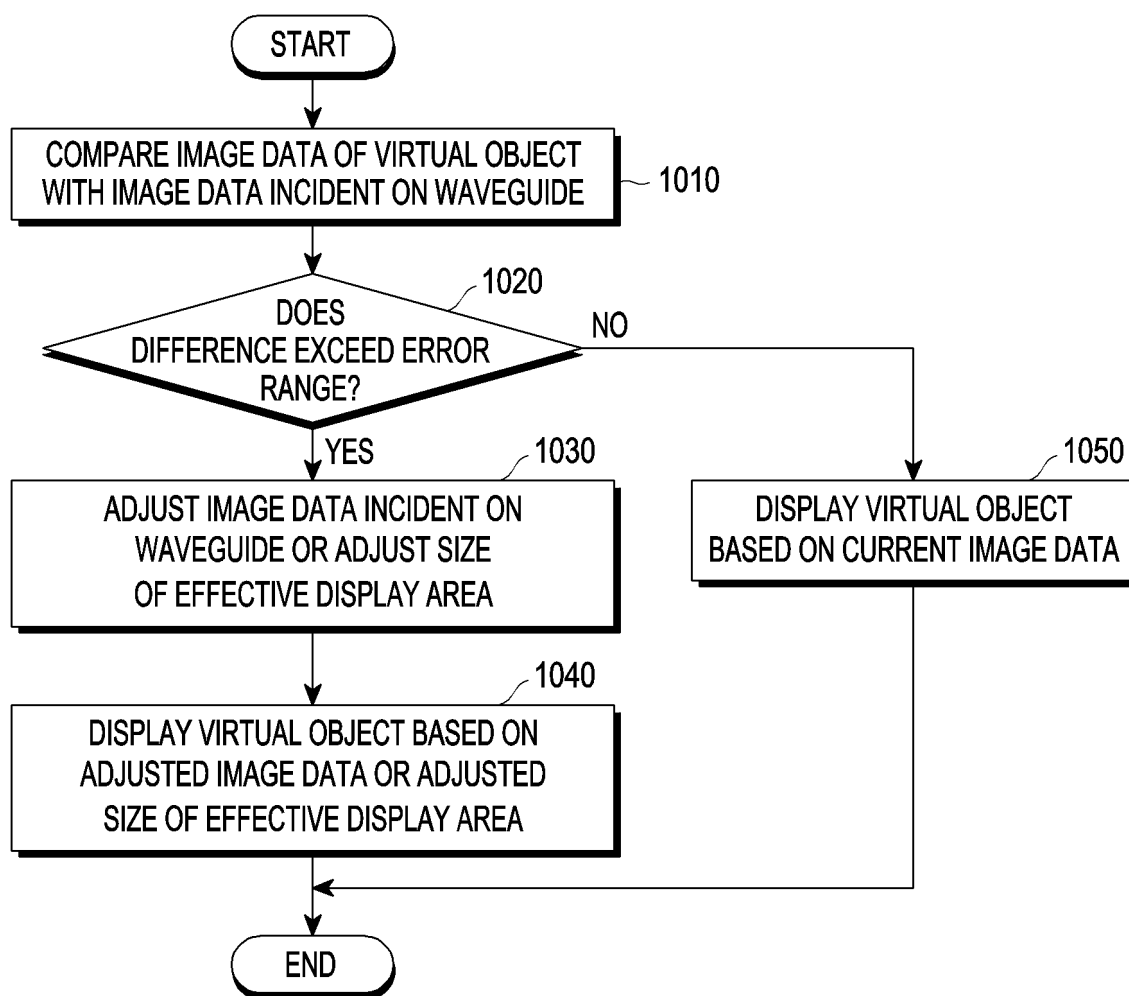 START
COMPARE IMAGE DATA OF VIRTUAL OBJECT
WITH IMAGE DATA INCIDENT ON WAVEGUIDE
1010
1020
DOES
DIFFERENCE EXCEED ERROR
RANGE?
NO
YES
1030
ADJUST IMAGE DATA INCIDENT ON
WAVEGUIDE OR ADJUST SIZE
OF EFFECTIVE DISPLAY AREA
1050
DISPLAY VIRTUAL OBJECT
BASED ON CURRENT IMAGE DATA
1040
DISPLAY VIRTUAL OBJECT BASED ON
ADJUSTED IMAGE DATA OR ADJUSTED
SIZE OF EFFECTIVE DISPLAY AREA
END